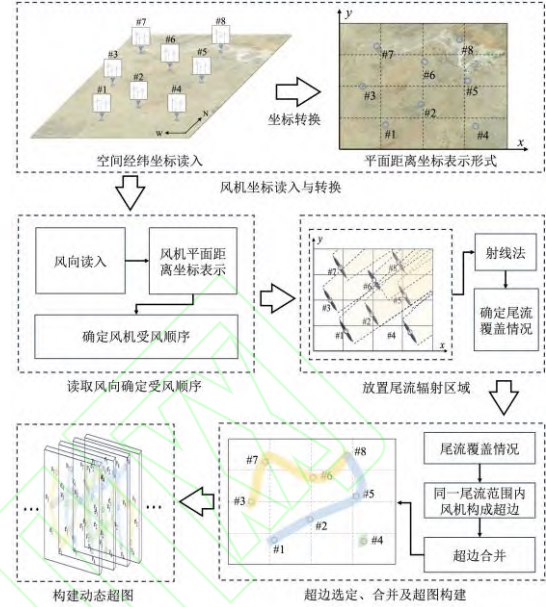 #7
#8
#6
#3
#5
#2
#1
#4
N
W
空间经纬坐标读入
坐标转换
y
#7
#8
#6
#3
#5
#2
#1
#4
x
平面距离坐标表示形式
风机坐标读入与转换
风向读入
风机平面距
离坐标表示
确定风机受风顺序
读取风向确定受风顺序
y
#7
#8
#6
#5
#3
#2
#1
#4
x
射线法
确定尾流
覆盖情况
放置尾流辐射区域
尾流覆盖情况
同一尾流范围内
风机构成超边
超边合并
#7
#8
#6
#5
#3
#2
#1
#4
超边选定、合并及超图构建
...
...
构建动态超图